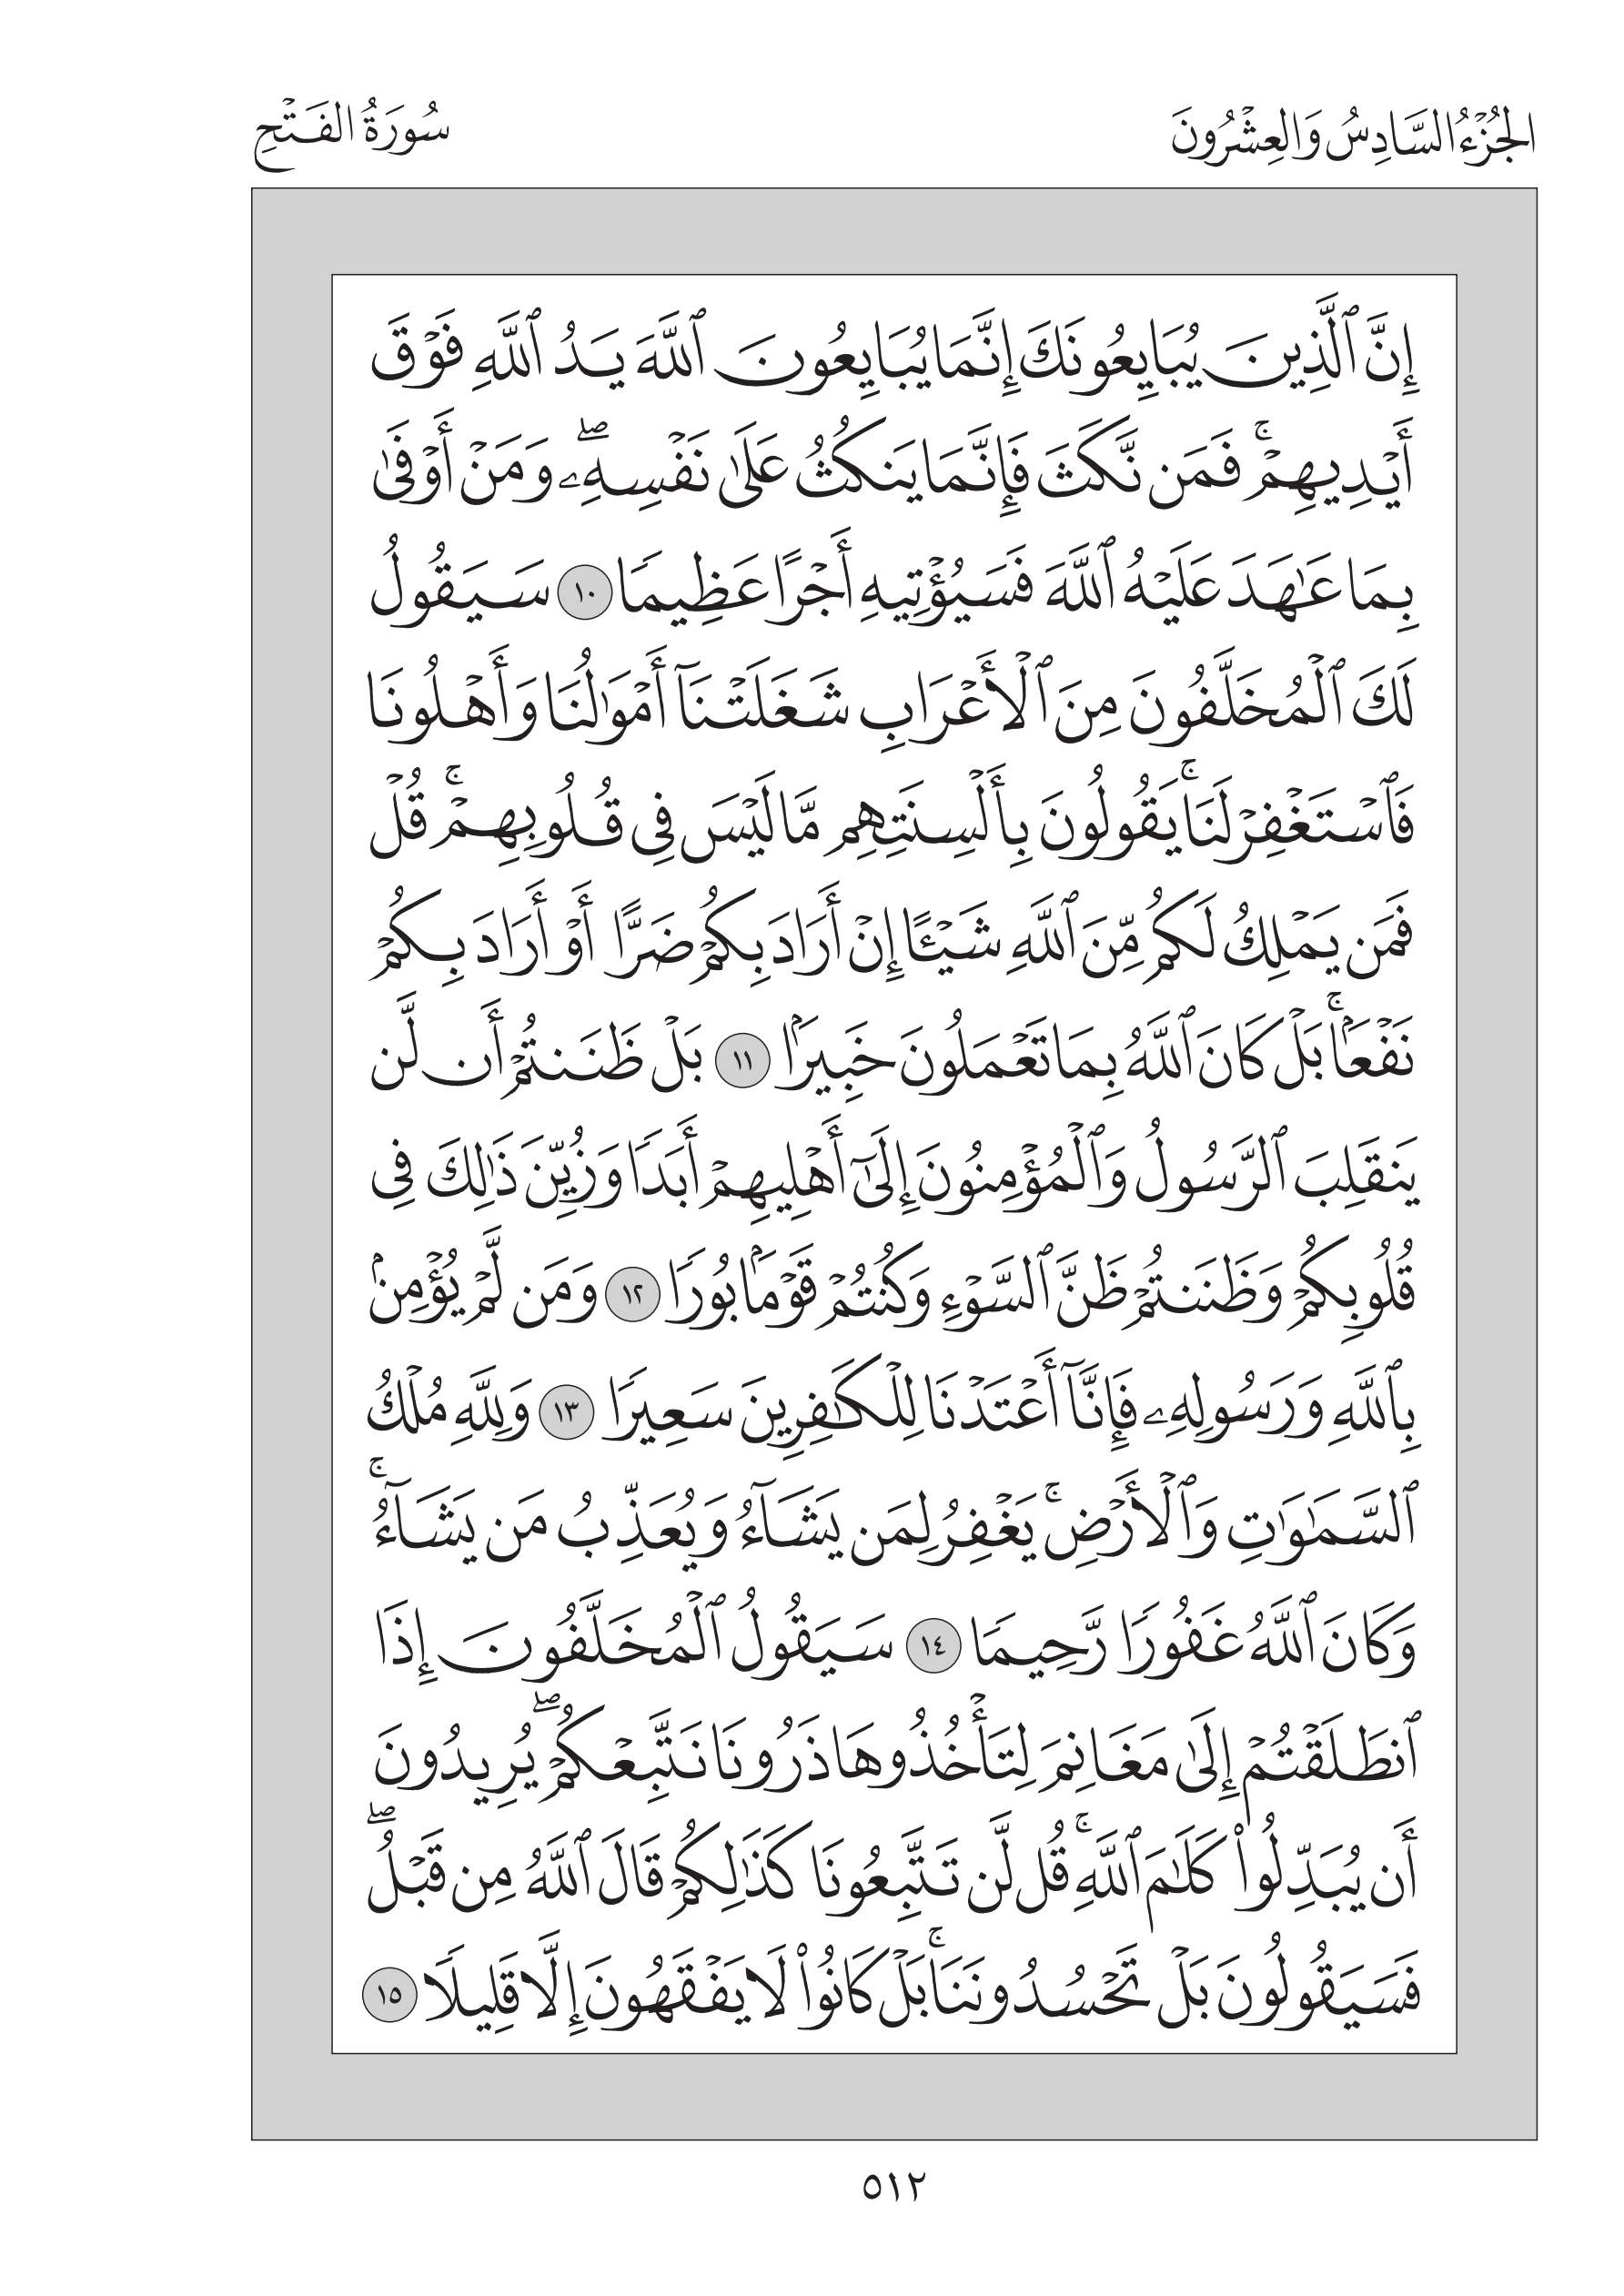 الجُزْءُ السَّادِسُ وَالعِشْرُونَ
سُورَةُ الفَتْحِ
إِنَّ ٱلَّذِينَ يُبَايِعُونَكَ إِنَّمَا يُبَايِعُونَ ٱللَّهَ يَدُ ٱللَّهِ فَوْقَ
أَيْدِيهِمْۚ فَمَن نَّكَثَ فَإِنَّمَا يَنكُثُ عَلَىٰ نَفْسِهِۦۖ وَمَنْ أَوْفَىٰ
بِمَا عَٰهَدَ عَلَيْهُ ٱللَّهَ فَسَيُؤْتِيهِ أَجْرًا عَظِيمًا ١٠ سَيَقُولُ
لَكَ ٱلْمُخَلَّفُونَ مِنَ ٱلْأَعْرَابِ شَغَلَتْنَآ أَمْوَٰلُنَا وَأَهْلُونَا
فَٱسْتَغْفِرْ لَنَاۚ يَقُولُونَ بِأَلْسِنَتِهِم مَّا لَيْسَ فِى قُلُوبِهِمْۚ قُلْ
فَمَن يَمْلِكُ لَكُم مِّنَ ٱللَّهِ شَيْـًٔا إِنْ أَرَادَ بِكُمْ ضَرًّا أَوْ أَرَادَ بِكُمْ
نَفْعًۢاۚ بَلْ كَانَ ٱللَّهُ بِمَا تَعْمَلُونَ خَبِيرًۢا ١١ بَلْ ظَنَنتُمْ أَن لَّن
يَنقَلِبَ ٱلرَّسُولُ وَٱلْمُؤْمِنُونَ إِلَىٰٓ أَهْلِيهِمْ أَبَدًا وَزُيِّنَ ذَٰلِكَ فِى
قُلُوبِكُمْ وَظَنَنتُمْ ظَنَّ ٱلسَّوْءِ وَكُنتُمْ قَوْمًۢا بُورًا ١٢ وَمَن لَّمْ يُؤْمِنۢ
بِٱللَّهِ وَرَسُولِهِۦ فَإِنَّآ أَعْتَدْنَا لِلْكَٰفِرِينَ سَعِيرًا ١٣ وَلِلَّهِ مُلْكُ
ٱلسَّمَٰوَٰتِ وَٱلْأَرْضِۚ يَغْفِرُ لِمَن يَشَآءُ وَيُعَذِّبُ مَن يَشَآءُۚ
وَكَانَ ٱللَّهُ غَفُورًا رَّحِيمًا ١٤ سَيَقُولُ ٱلْمُخَلَّفُونَ إِذَا
ٱنطَلَقْتُمْ إِلَىٰ مَغَانِمَ لِتَأْخُذُوهَا ذَرُونَا نَتَّبِعْكُمْۖ يُرِيدُونَ
أَن يُبَدِّلُوا۟ كَلَٰمَ ٱللَّهِۚ قُل لَّن تَتَّبِعُونَا كَذَٰلِكُمْ قَالَ ٱللَّهُ مِن قَبْلُۖ
فَسَيَقُولُونَ بَلْ تَحْسُدُونَنَاۚ بَلْ كَانُوا۟ لَا يَفْقَهُونَ إِلَّا قَلِيلًا ١٥
٥١٢